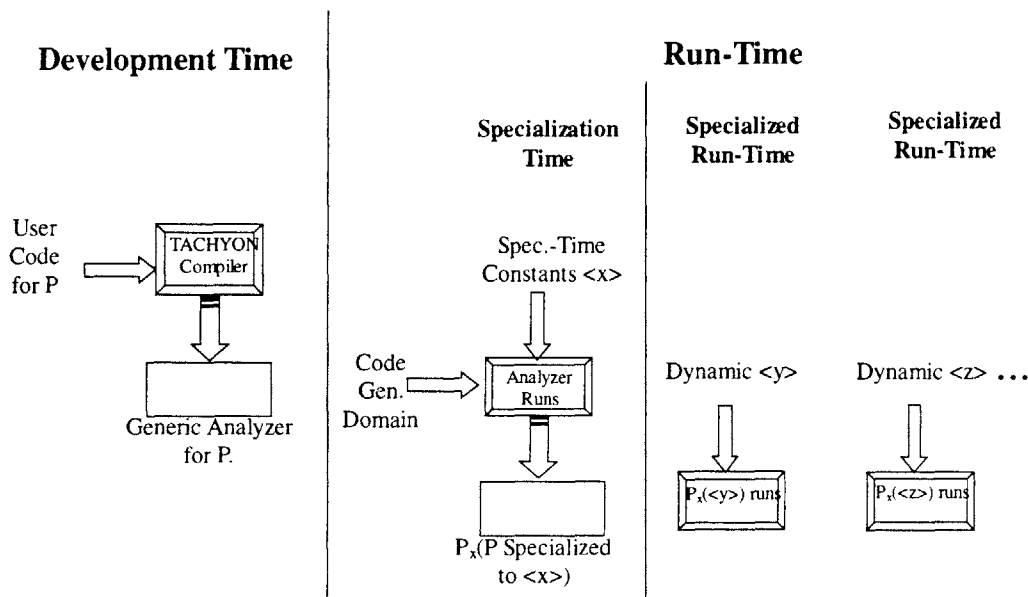 Development Time
Run-Time
Specialization
Time
Specialized
Run-Time
Specialized
Run-Time
User
Code
for P
TACHYON
Compiler
Generic Analyzer
for P.
Spec.-Time
Constants <x>
Code
Gen.
Domain
Analyzer
Runs
Px(P Specialized
to <x>)
Dynamic <y>
Px(<y>) runs
Dynamic <z> ...
Px(<z>) runs